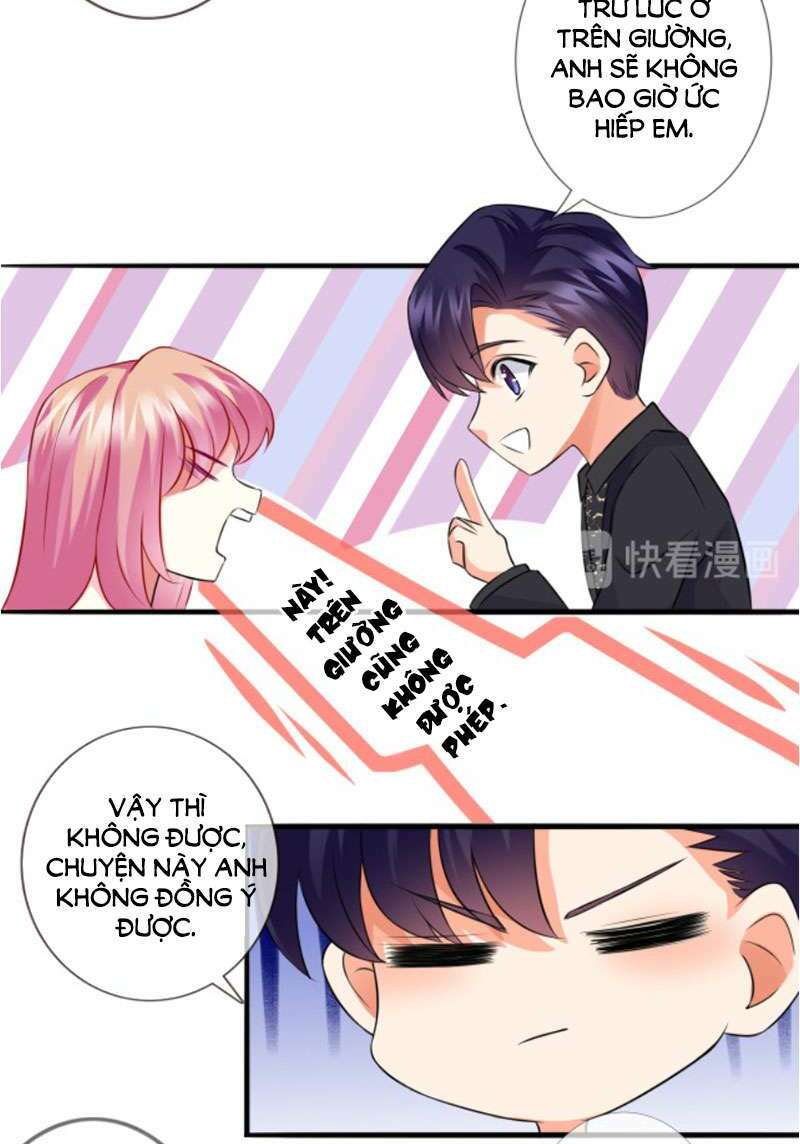 TRỪ LÚC Ở
TRÊN GIƯỜNG,
ANH SẼ KHÔNG
BAO GIỜ ỨC
HIẾP EM.
快看漫画
NÀY!
TRÊN
GIƯỜNG
CŨNG
KHÔNG
ĐƯỢC
PHÉP.
VẬY THÌ
KHÔNG ĐƯỢC,
CHUYỆN NÀY ANH
KHÔNG ĐỒNG Ý
ĐƯỢC.